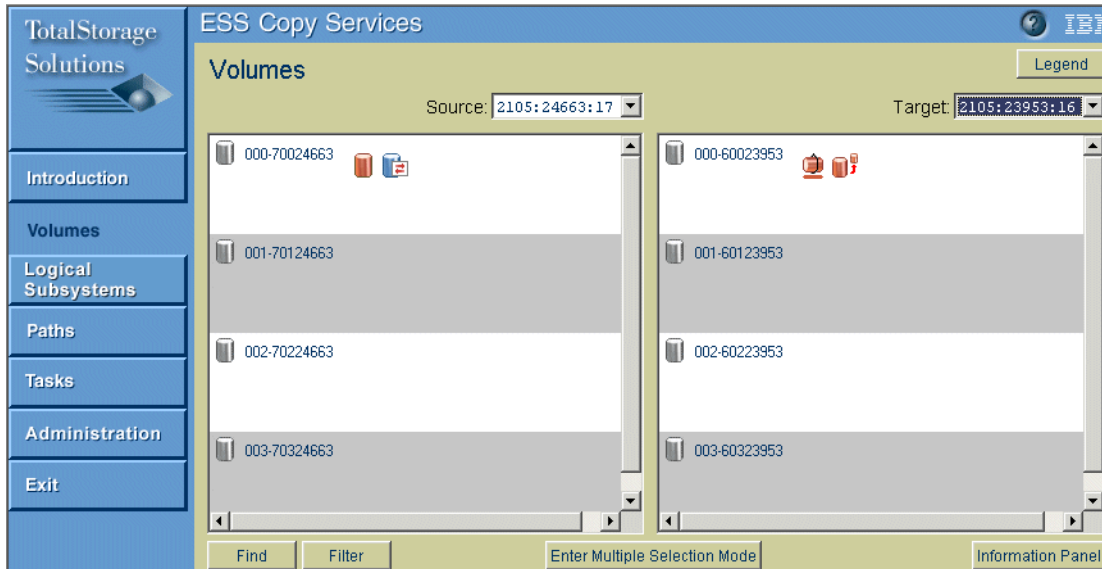 TotalStorage
Solutions
ESS Copy Services
?
Volumes
Legend
Source: 2105:24663:17
Target: 2105:23953:16
Introduction
Volumes
Logical
Subsystems
Paths
Tasks
Administration
Exit
000-70024663
001-70124663
002-70224663
003-70324663
000-60023953
001-60123953
002-60223953
003-60323953
Find
Filter
Enter Multiple Selection Mode
Information Panel